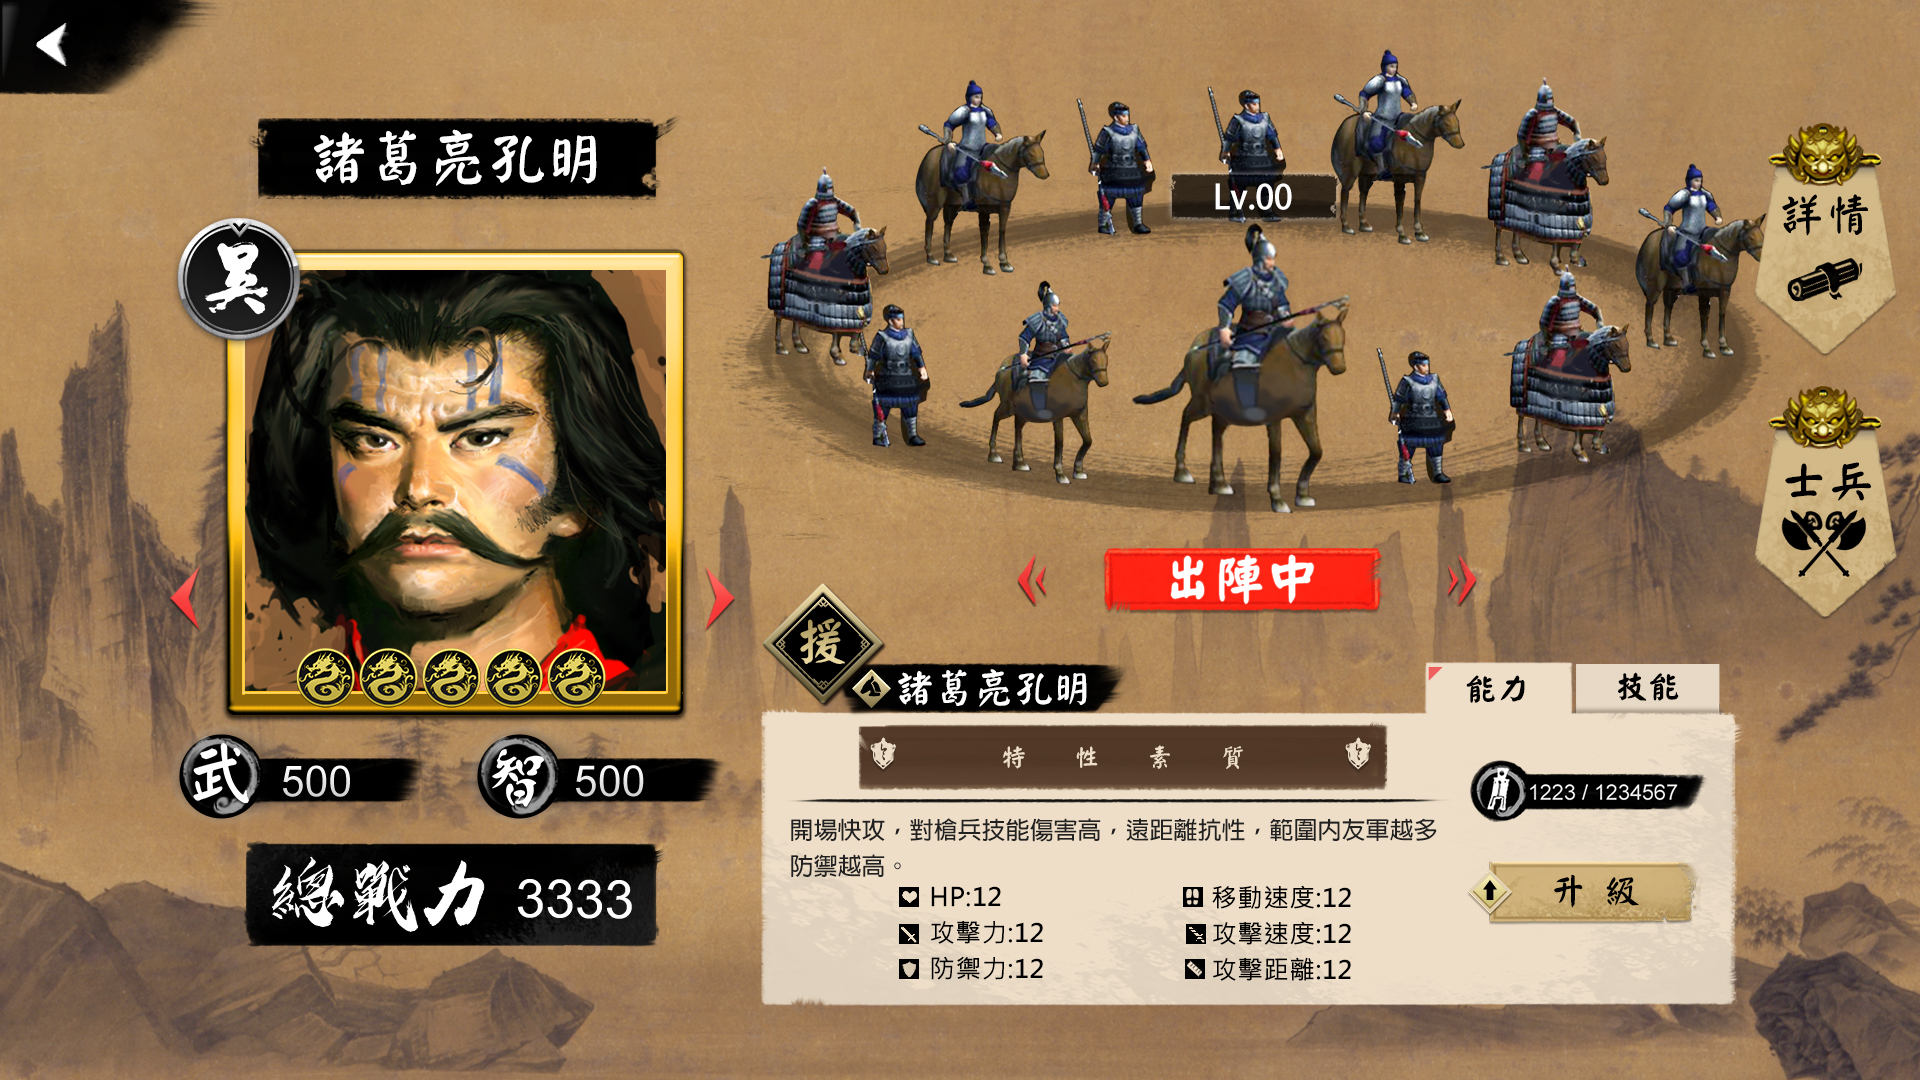 諸葛亮孔明
吳
武 500
智 500
總戰力 3333
Lv.00
出陣中
詳情
士兵
援
諸葛亮孔明
能力
技能
特性素質
開場快攻，對槍兵技能傷害高，遠距離抗性，範圍内友軍越多
防禦越高。
HP:12
移動速度:12
攻擊力:12
攻擊速度:12
防禦力:12
攻擊距離:12
1223 / 1234567
升級